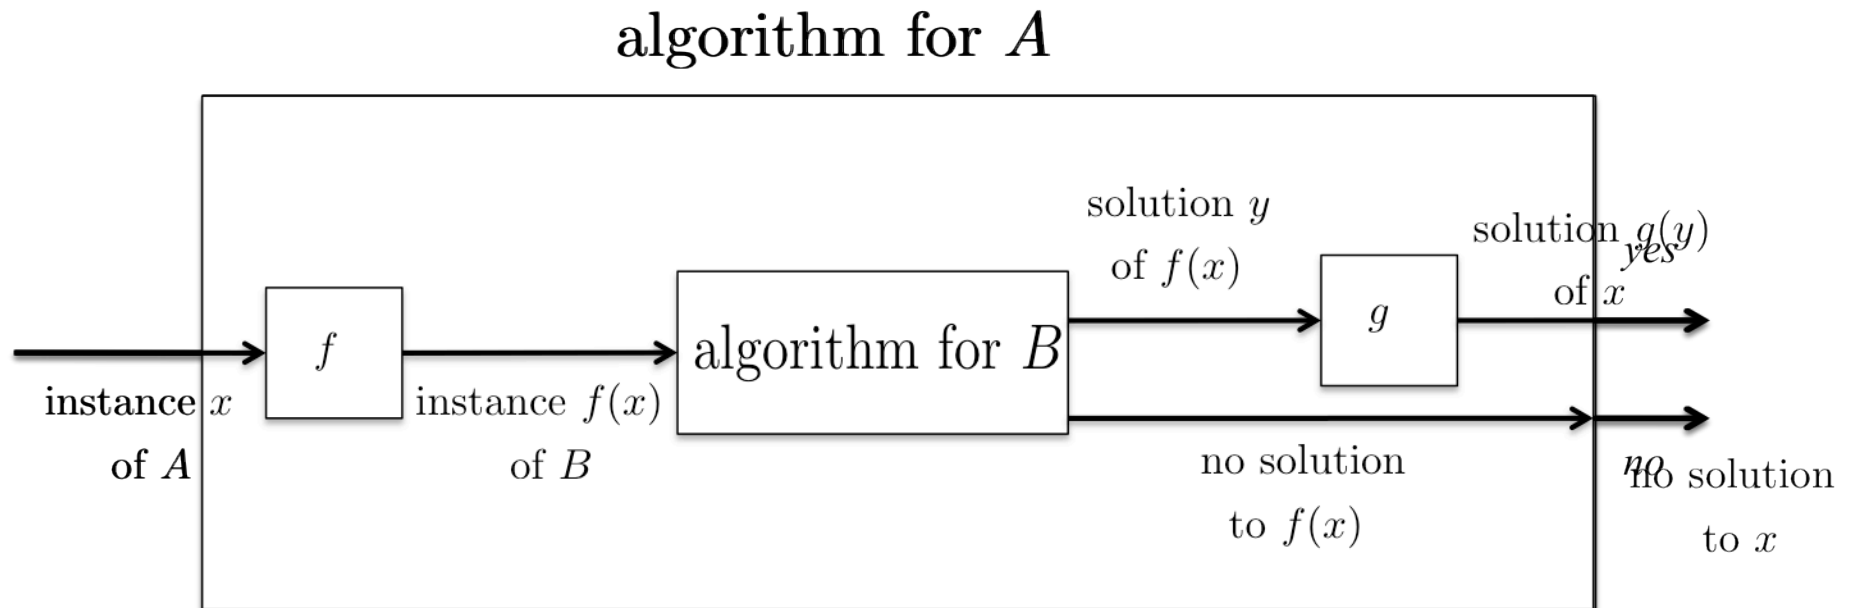 algorithm for A
solution y
of f(x)
solution g(y)
yes
of x
f
algorithm for B
g
instance x
of A
instance f(x)
of B
no solution
to f(x)
no
no solution
to x